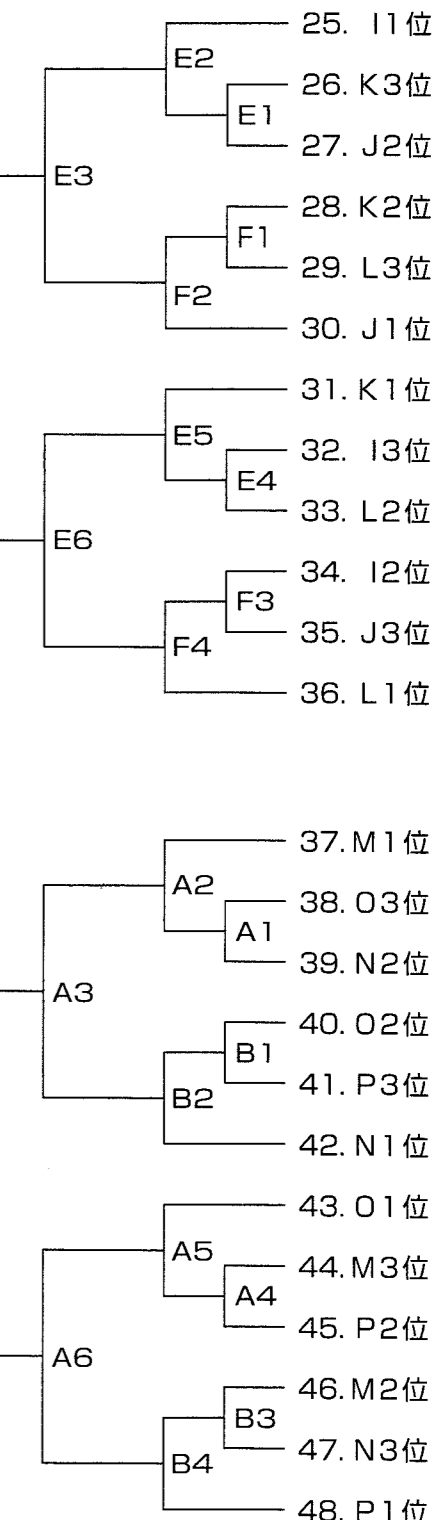 25. I1位
E2
26. K3位
E1
27. J2位
E3
28. K2位
F1
29. L3位
F2
30. J1位
31. K1位
E5
32. I3位
E4
33. L2位
E6
34. I2位
F3
35. J3位
F4
36. L1位
37. M1位
A2
38. O3位
A1
39. N2位
A3
40. O2位
B1
41. P3位
B2
42. N1位
43. O1位
A5
44. M3位
A4
45. P2位
A6
46. M2位
B3
47. N3位
B4
48. P1位